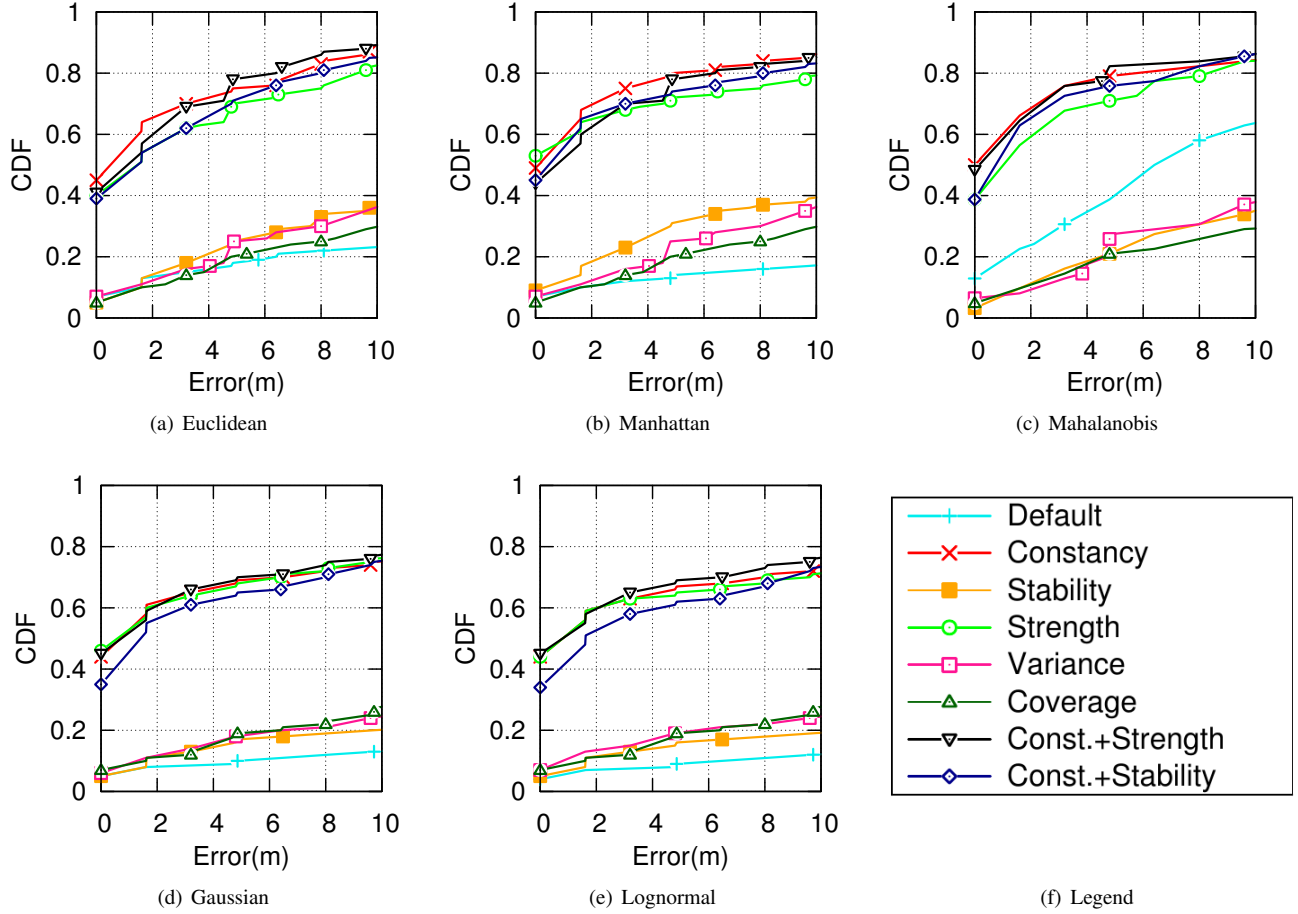 1
0.8
0.6
0.4
0.2
0
CDF
0 2 4 6 8 10
Error(m)
(a) Euclidean
1
0.8
0.6
0.4
0.2
0
CDF
0 2 4 6 8 10
Error(m)
(b) Manhattan
1
0.8
0.6
0.4
0.2
0
CDF
0 2 4 6 8 10
Error(m)
(c) Mahalanobis
1
0.8
0.6
0.4
0.2
0
CDF
0 2 4 6 8 10
Error(m)
(d) Gaussian
1
0.8
0.6
0.4
0.2
0
CDF
0 2 4 6 8 10
Error(m)
(e) Lognormal
Default
Constancy
Stability
Strength
Variance
Coverage
Const.+Strength
Const.+Stability
(f) Legend